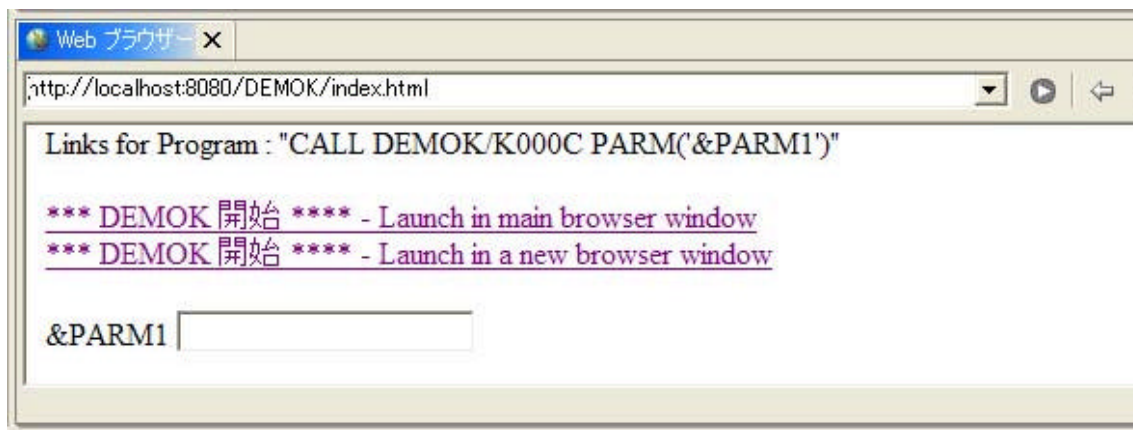 Web ブラウザー
http://localhost:8080/DEMOK/index.html
Links for Program : "CALL DEMOK/K000C PARM('&PARM1')"
*** DEMOK 開始 **** - Launch in main browser window
*** DEMOK 開始 **** - Launch in a new browser window
&PARM1